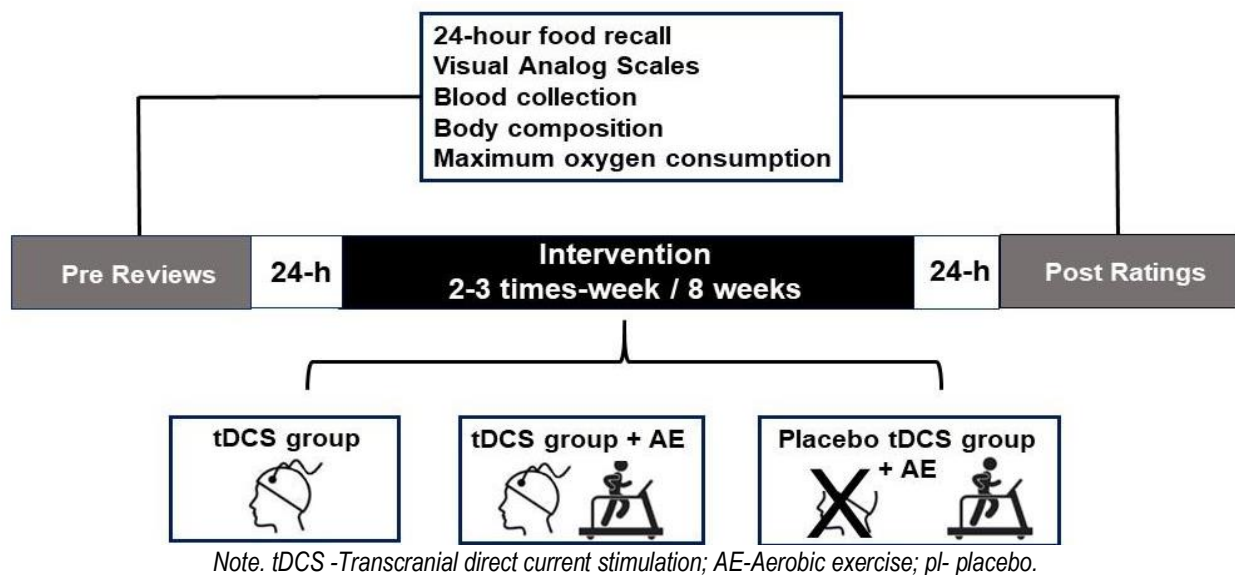 24-hour food recall
Visual Analog Scales
Blood collection
Body composition
Maximum oxygen consumption
Pre Reviews
24-h
Intervention
2-3 times-week / 8 weeks
24-h
Post Ratings
tDCS group
tDCS group + AE
Placebo tDCS group
+ AE
Note. tDCS -Transcranial direct current stimulation; AE-Aerobic exercise; pl- placebo.